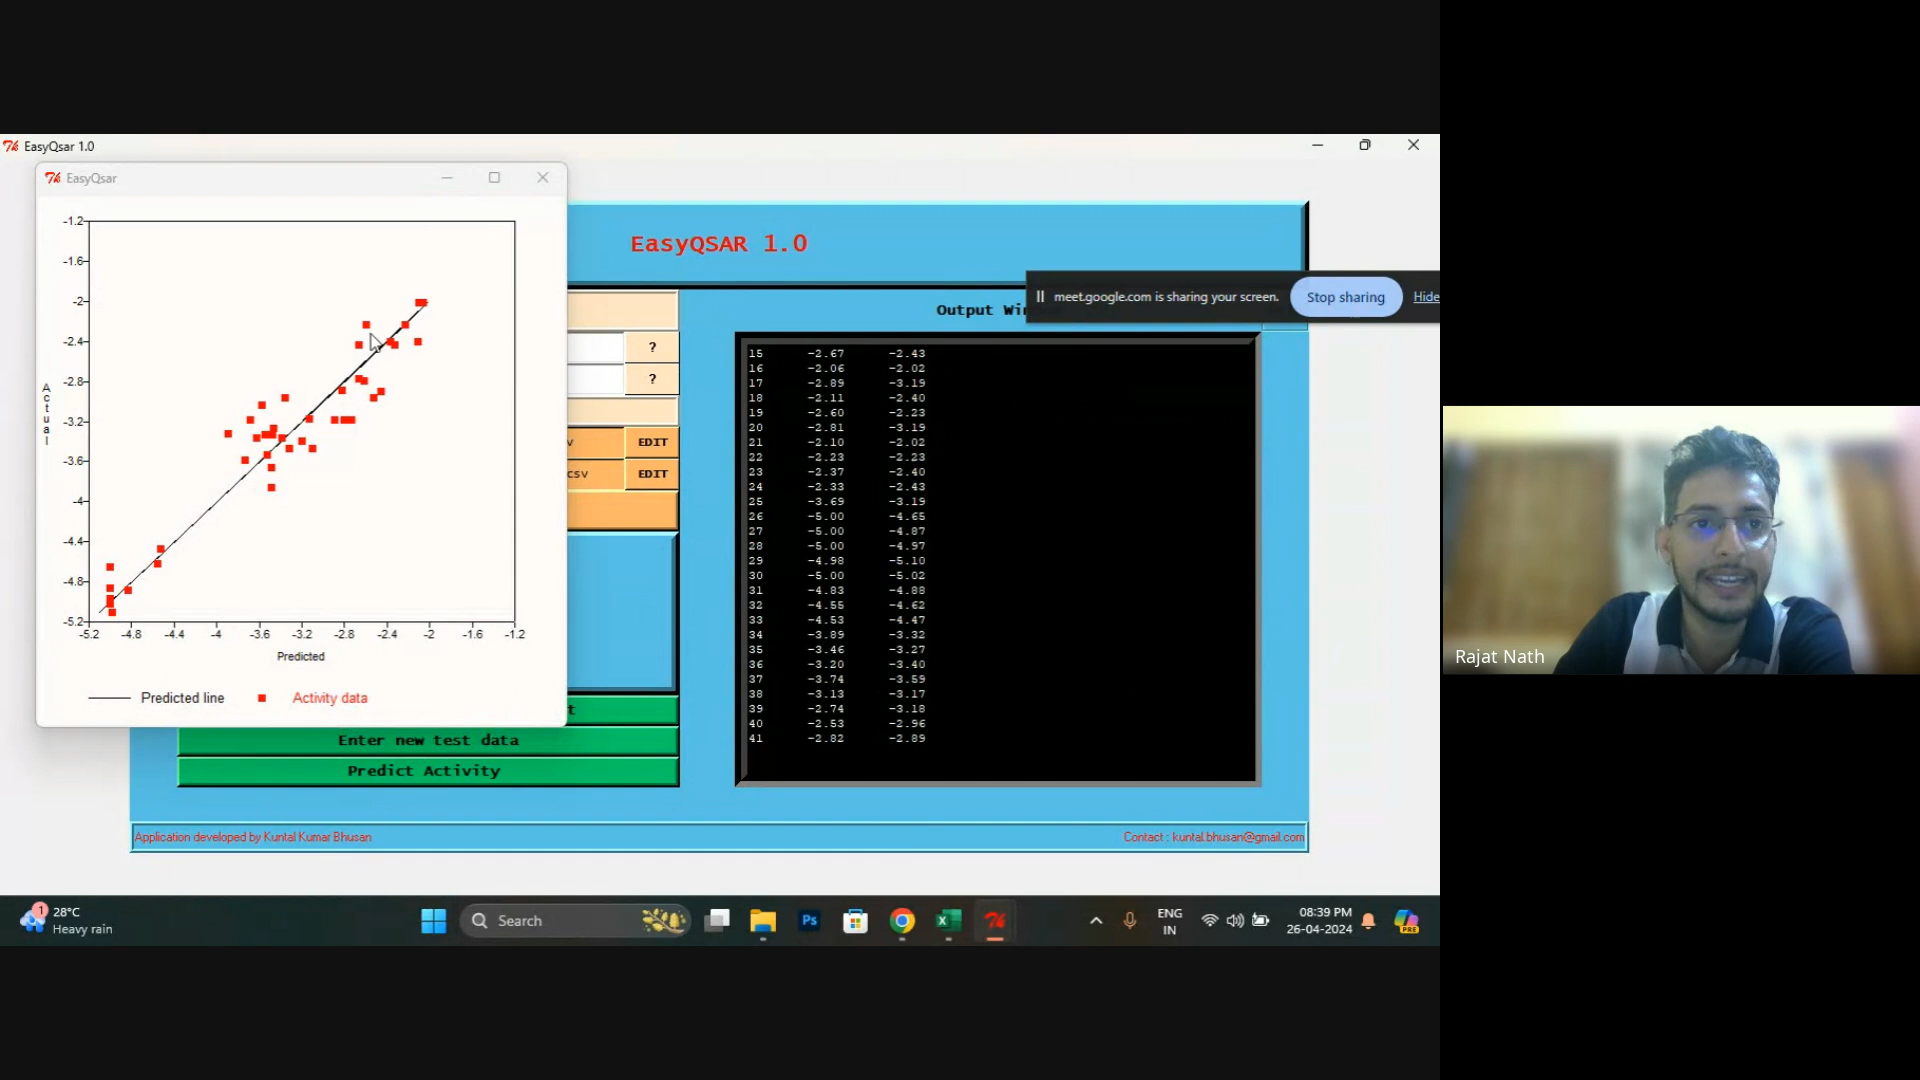 EasyQsar 1.0
EasyQsar
-1.2
-1.6
-2
-2.4
-2.8
-3.2
-3.6
-4
-4.4
-4.8
-5.2
Actual
-5.2 -4.8 -4.4 -4 -3.6 -3.2 -2.8 -2.4 -2 -1.6 -1.2
Predicted
Predicted line Activity data
EasyQSAR 1.0
meet.google.com is sharing your screen. Stop sharing Hide
Output Win
?
?
v EDIT
csv EDIT
t
Enter new test data
Predict Activity
15 -2.67 -2.43
16 -2.06 -2.02
17 -2.89 -3.19
18 -2.11 -2.40
19 -2.60 -2.23
20 -2.81 -3.19
21 -2.10 -2.02
22 -2.23 -2.23
23 -2.37 -2.40
24 -2.33 -2.43
25 -3.69 -3.19
26 -5.00 -4.65
27 -5.00 -4.87
28 -5.00 -4.97
29 -4.98 -5.10
30 -5.00 -5.02
31 -4.83 -4.88
32 -4.55 -4.62
33 -4.53 -4.47
34 -3.89 -3.32
35 -3.46 -3.27
36 -3.20 -3.40
37 -3.74 -3.59
38 -3.13 -3.17
39 -2.74 -3.18
40 -2.53 -2.96
41 -2.82 -2.89
Application developed by Kuntal Kumar Bhusan
Contact : kuntal.bhusan@gmail.com
Rajat Nath
1
28°C
Heavy rain
Search
Ps
ENG
IN
08:39 PM
26-04-2024
PRE